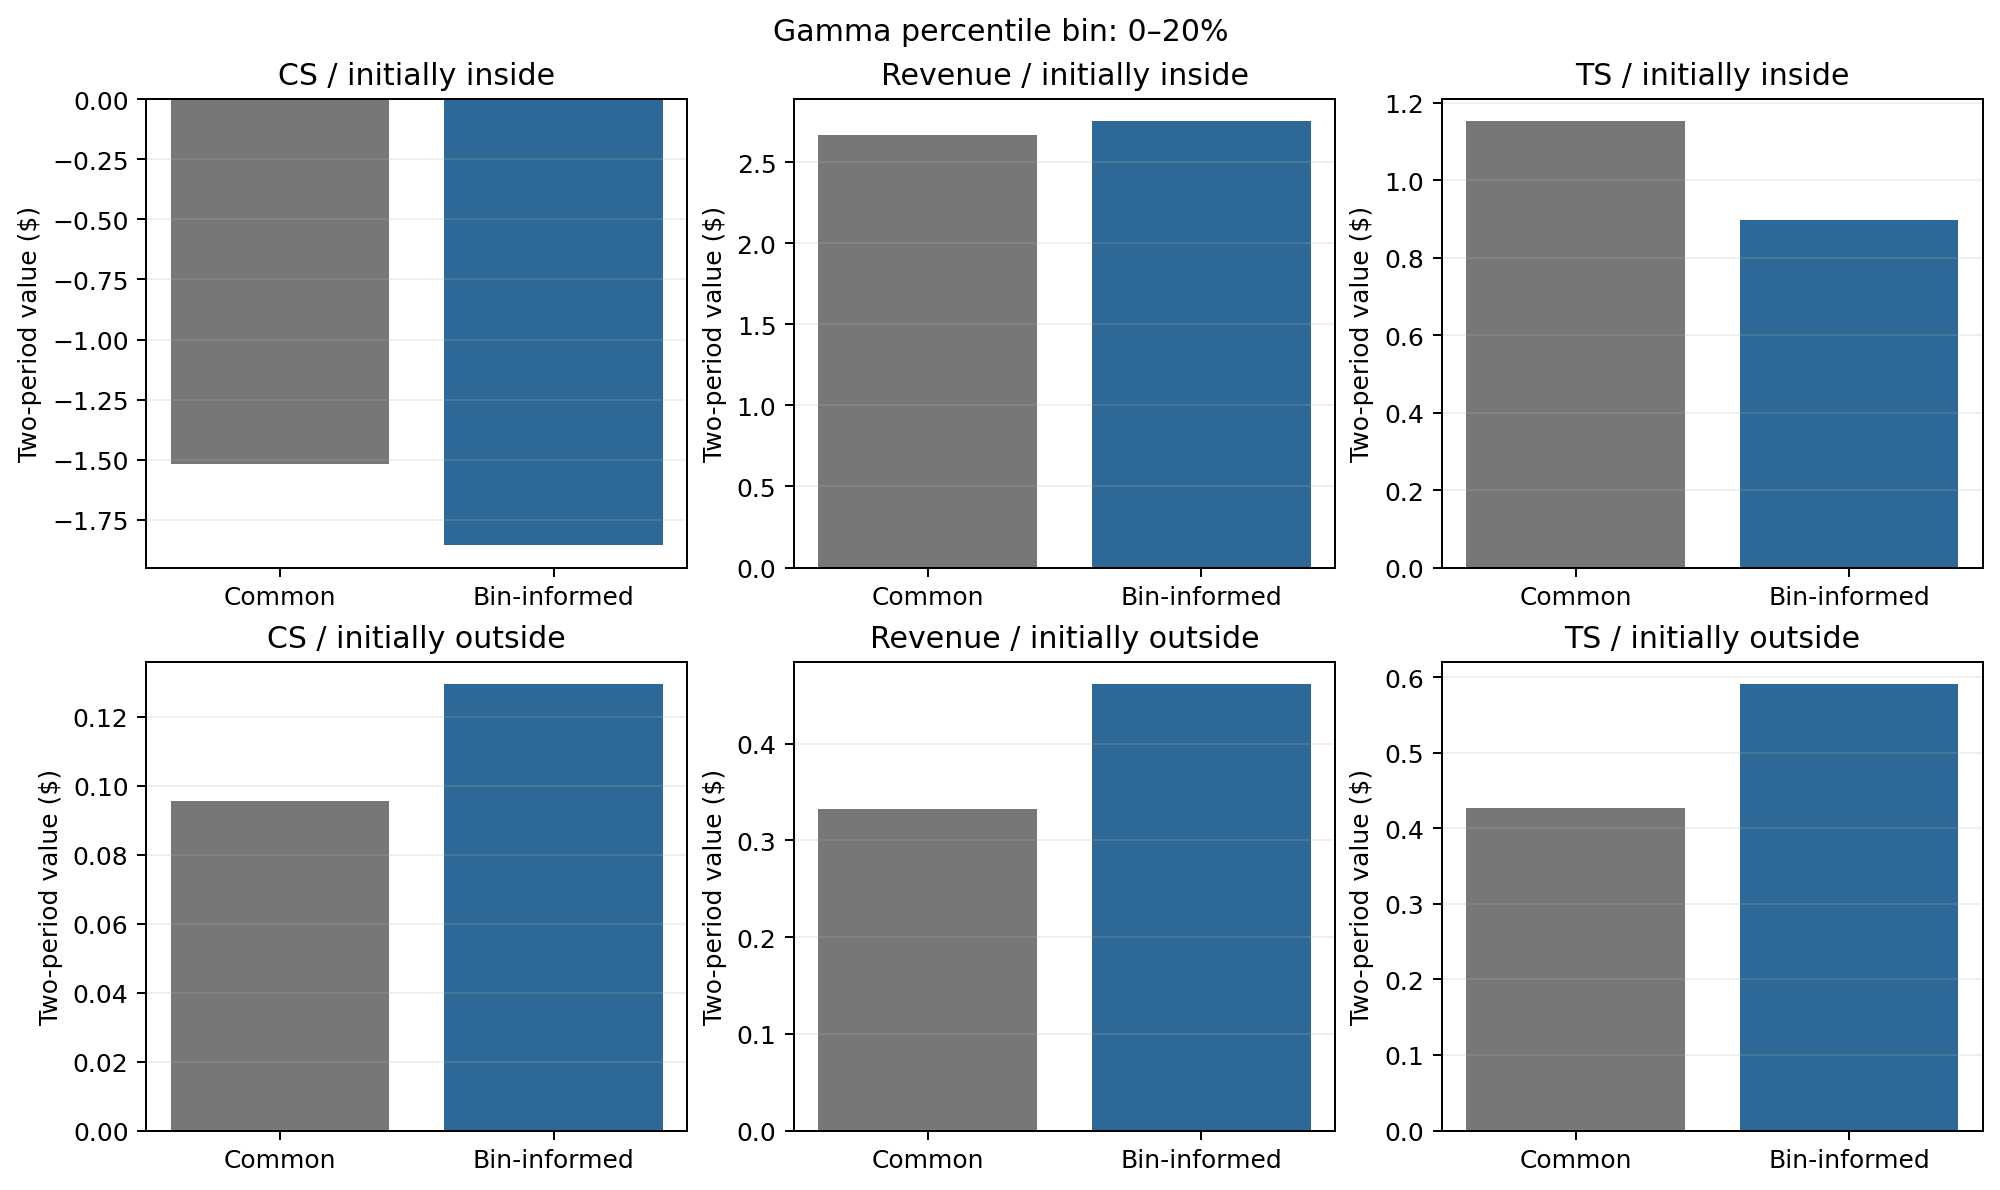 Gamma percentile bin: 0–20%
CS / initially inside
Two-period value ($)
0.00
−0.25
−0.50
−0.75
−1.00
−1.25
−1.50
−1.75
Common
Bin-informed
Revenue / initially inside
Two-period value ($)
2.5
2.0
1.5
1.0
0.5
0.0
Common
Bin-informed
TS / initially inside
Two-period value ($)
1.2
1.0
0.8
0.6
0.4
0.2
0.0
Common
Bin-informed
CS / initially outside
Two-period value ($)
0.12
0.10
0.08
0.06
0.04
0.02
0.00
Common
Bin-informed
Revenue / initially outside
Two-period value ($)
0.4
0.3
0.2
0.1
0.0
Common
Bin-informed
TS / initially outside
Two-period value ($)
0.6
0.5
0.4
0.3
0.2
0.1
0.0
Common
Bin-informed